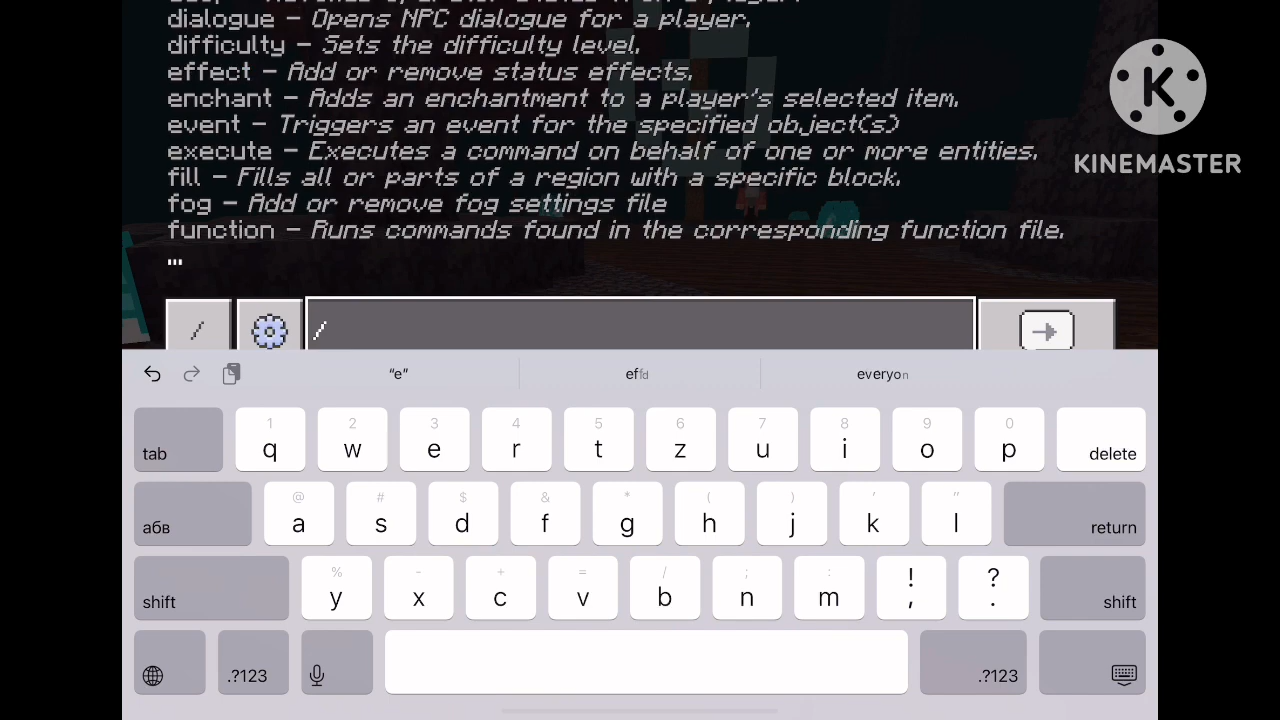 dialogue – Opens NPC dialogue for a player.
difficulty – Sets the difficulty level.
effect – Add or remove status effects.
enchant – Adds an enchantment to a player's selected item.
event – Triggers an event for the specified object(s)
execute – Executes a command on behalf of one or more entities.
fill – Fills all or parts of a region with a specific block.
fog – Add or remove fog settings file
function – Runs commands found in the corresponding function file.
...
/ /
K
KINEMASTER
"e" everyon
1 2 3 4 5 6 7 8 9 0
tab q w e r t z u i o p delete
@ # $ & * ( ) ' "
абв a s d f g h j k l return
% - + = / ; : ! ?
shift y x c v b n m , . shift
.?123 .?123